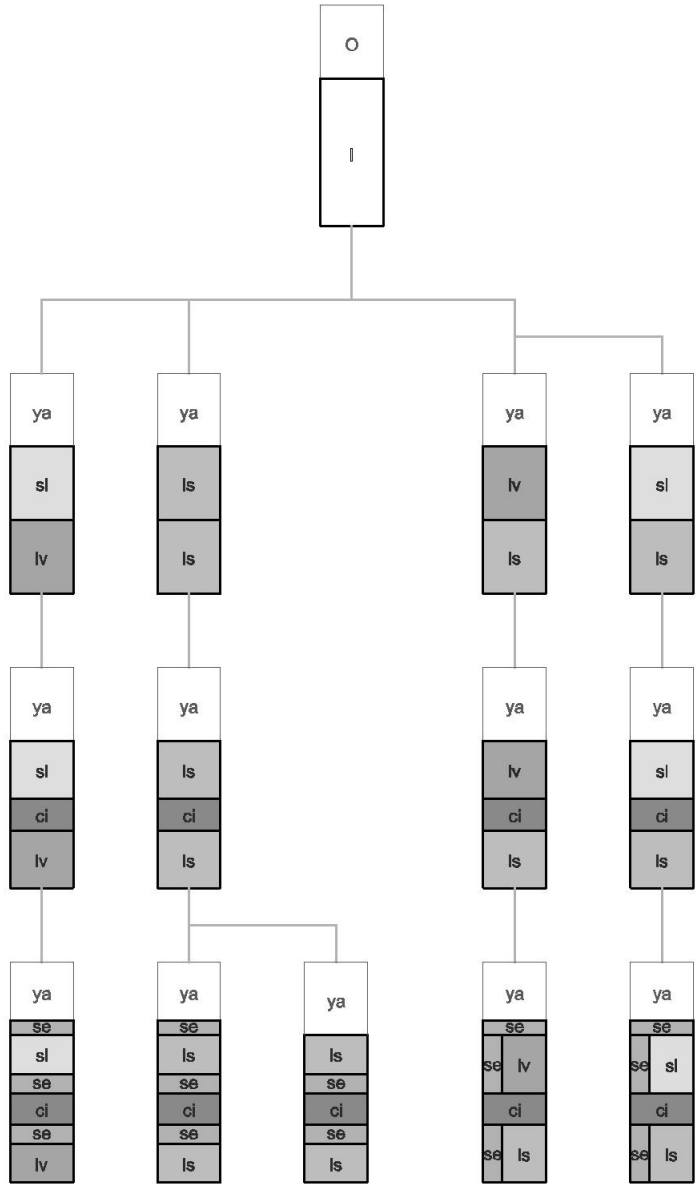 O
I
ya ya ya ya
sl ls lv sl
lv ls ls ls
ya ya ya ya
sl ls lv sl
ci ci ci ci
lv ls ls ls
ya ya ya ya ya
se se se se
sl ls ls se lv se sl
se se se
ci ci ci ci ci
se se se
lv ls ls se ls se ls